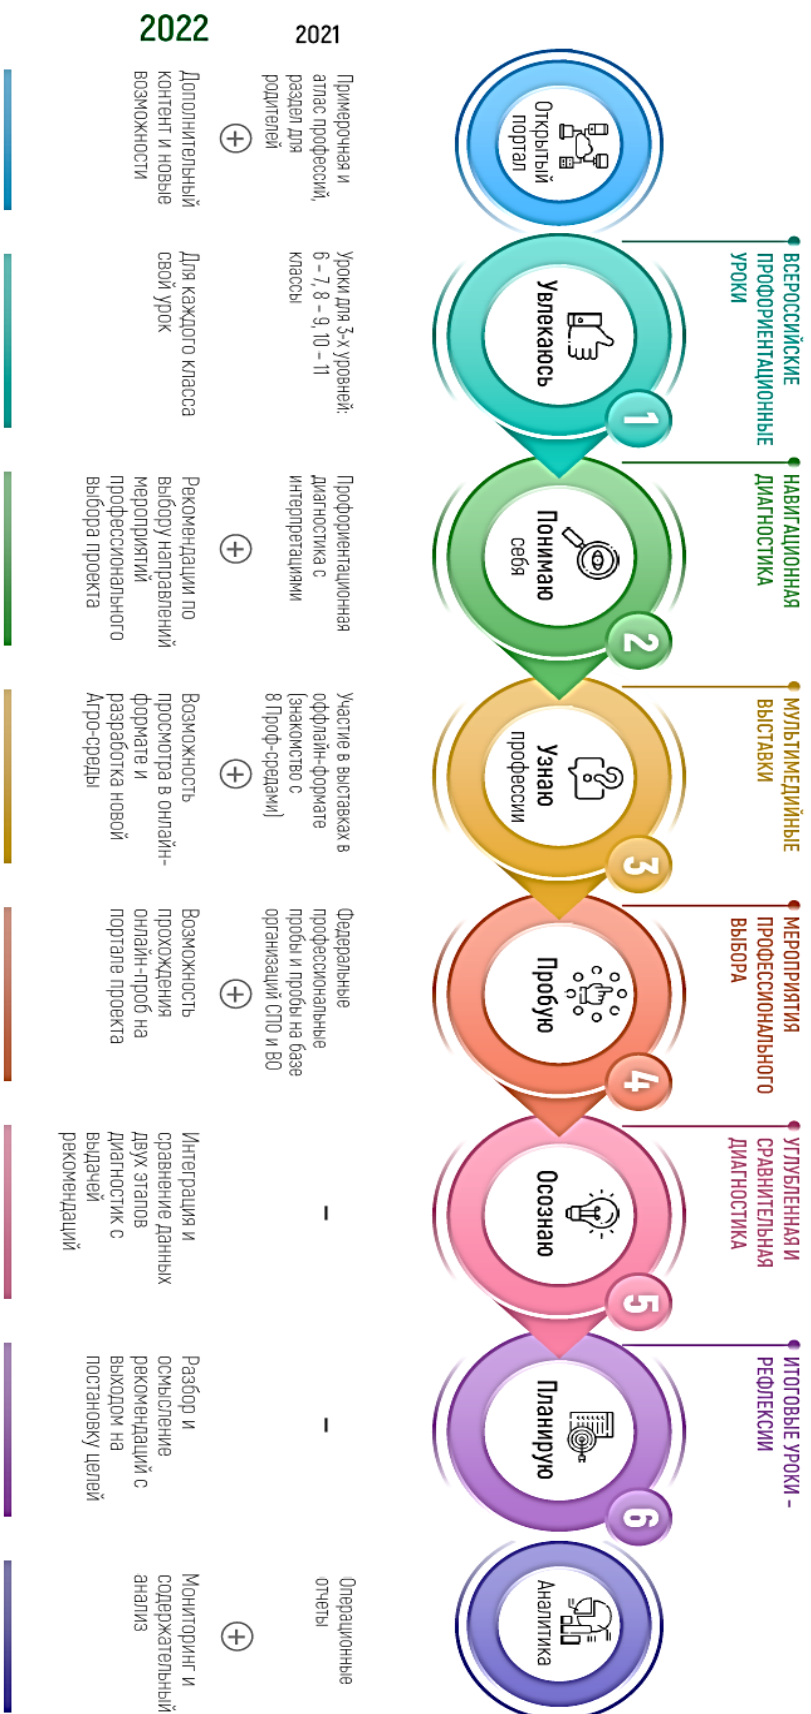 2022
2021
Открытый
портал
Примерочная и
атлас профессий,
раздел для
родителей
Дополнительный
контент и новые
возможности
ВСЕРОССИЙСКИЕ
ПРОФОРИЕНТАЦИОННЫЕ
УРОКИ
Увлекаюсь
1
Уроки для 3-х уровней:
6 – 7, 8 – 9, 10 – 11
классы
Для каждого класса
свой урок
НАВИГАЦИОННАЯ
ДИАГНОСТИКА
Понимаю
себя
2
Профориентационная
диагностика с
интерпретациями
Рекомендации по
выбору направлений
мероприятий
профессионального
выбора проекта
МУЛЬТИМЕДИЙНЫЕ
ВЫСТАВКИ
Узнаю
профессии
3
Участие в выставках в
оффлайн-формате
(знакомство с
8 Проф-средами)
Возможность
просмотра в онлайн-
формате и
разработка новой
Агро-среды
МЕРОПРИЯТИЯ
ПРОФЕССИОНАЛЬНОГО
ВЫБОРА
Пробую
4
Федеральные
профессиональные
пробы и пробы на базе
организаций СПО и ВО
Возможность
прохождения
онлайн-проб на
портале проекта
УГЛУБЛЕННАЯ И
СРАВНИТЕЛЬНАЯ
ДИАГНОСТИКА
Осознаю
5
–
Интеграция и
сравнение данных
двух этапов
диагностик с
выдачей
рекомендаций
ИТОГОВЫЕ УРОКИ –
РЕФЛЕКСИИ
Планирую
6
–
Разбор и
осмысление
рекомендаций с
выходом на
постановку целей
Аналитика
Операционные
отчеты
Мониторинг и
содержательный
анализ